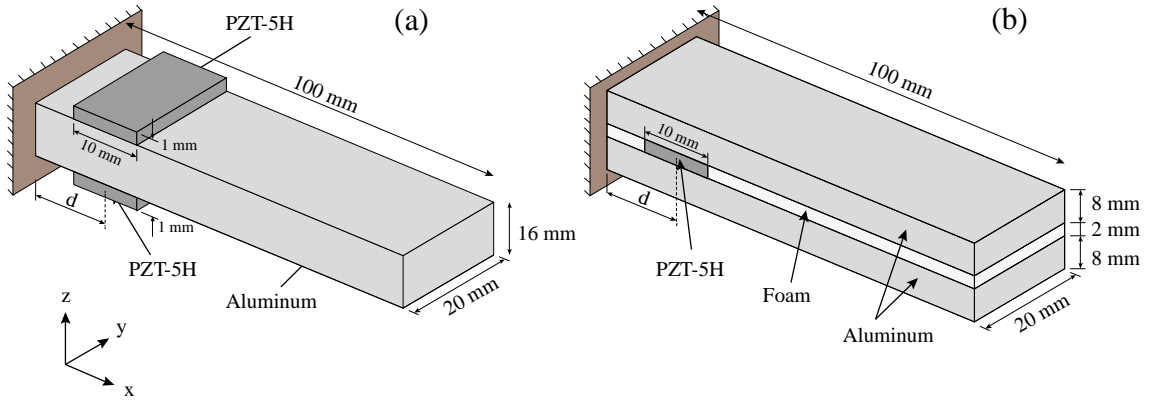 (a)
PZT-5H
100 mm
1 mm
10 mm
d
1 mm
PZT-5H
Aluminum
16 mm
20 mm
z
y
x
(b)
100 mm
10 mm
d
PZT-5H
Foam
Aluminum
8 mm
2 mm
8 mm
20 mm